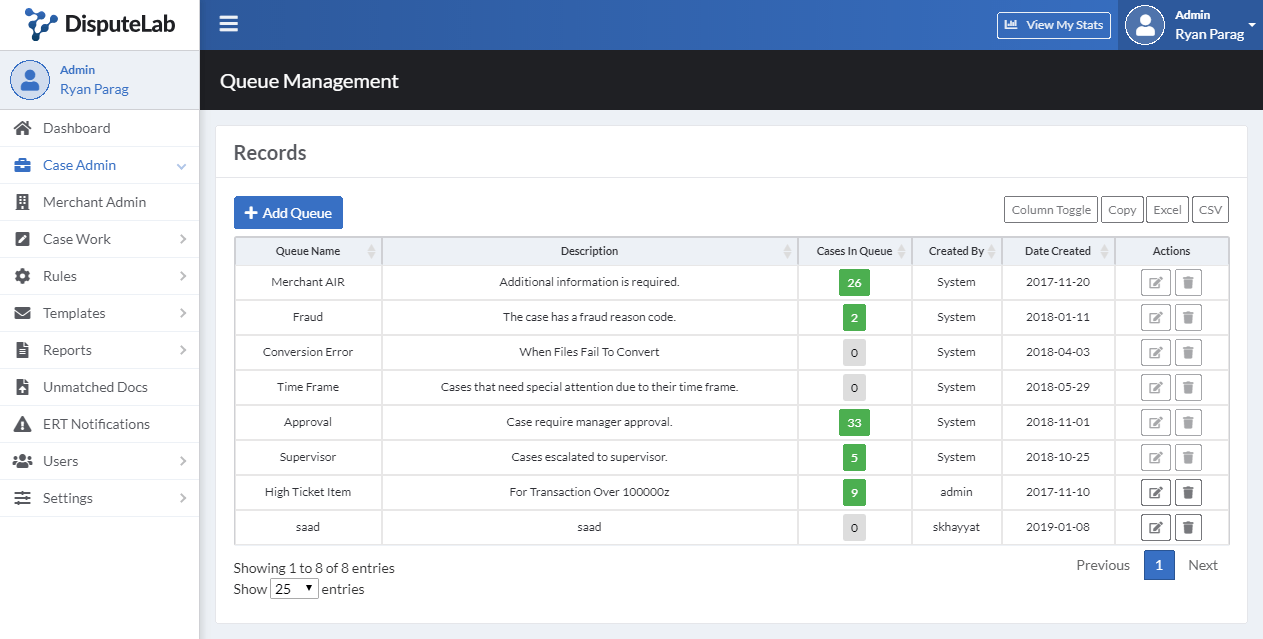 DisputeLab
View My Stats
Admin
Ryan Parag
Admin
Ryan Parag
Dashboard
Case Admin
Merchant Admin
Case Work
Rules
Templates
Reports
Unmatched Docs
ERT Notifications
Users
Settings
Queue Management
Records
Add Queue
Column Toggle Copy Excel CSV
Queue Name Description Cases In Queue Created By Date Created Actions
Merchant AIR Additional information is required. 26 System 2017-11-20
Fraud The case has a fraud reason code. 2 System 2018-01-11
Conversion Error When Files Fail To Convert 0 System 2018-04-03
Time Frame Cases that need special attention due to their time frame. 0 System 2018-05-29
Approval Case require manager approval. 33 System 2018-11-01
Supervisor Cases escalated to supervisor. 5 System 2018-10-25
High Ticket Item For Transaction Over 100000z 9 admin 2017-11-10
saad saad 0 skhayyat 2019-01-08
Showing 1 to 8 of 8 entries
Show 25 entries
Previous 1 Next